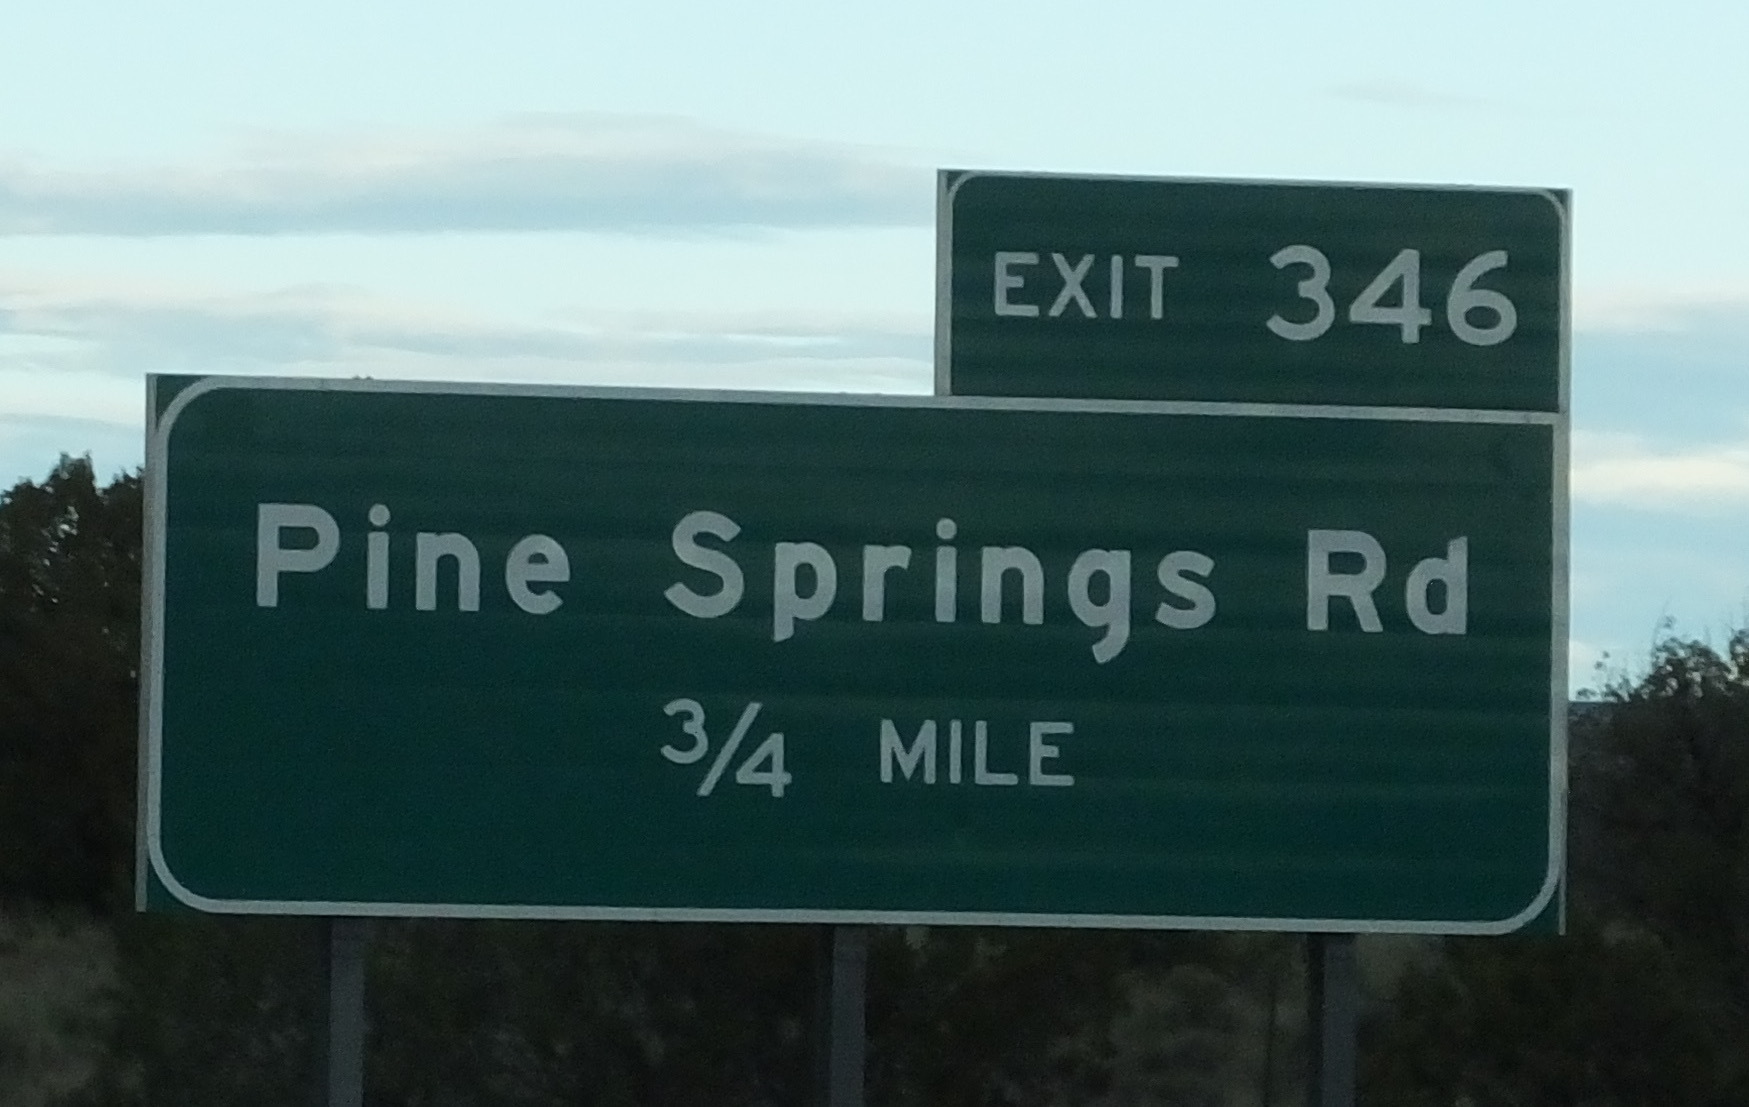 EXIT 346
Pine Springs Rd
3/4 MILE